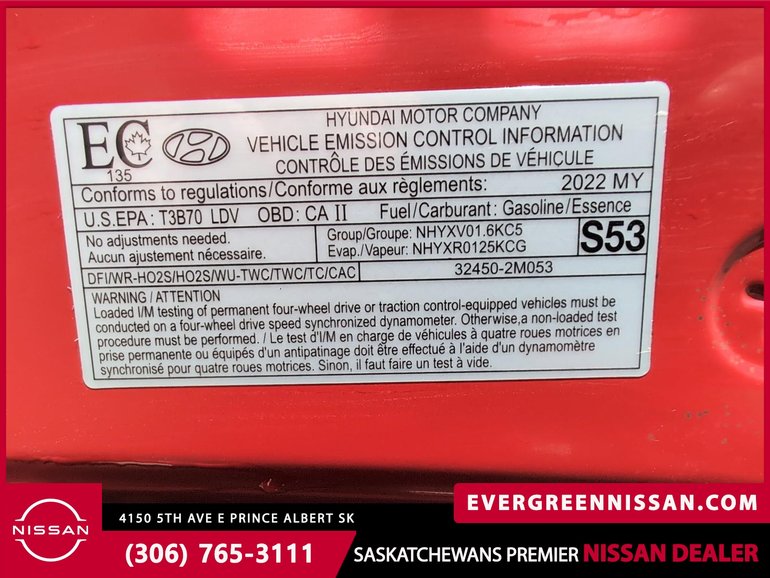 HYUNDAI MOTOR COMPANY
EC
135
VEHICLE EMISSION CONTROL INFORMATION
CONTRÔLE DES ÉMISSIONS DE VÉHICULE
Conforms to regulations/Conforme aux règlements: 2022 MY
U.S.EPA : T3B70 LDV OBD: CA II Fuel/Carburant: Gasoline/Essence
No adjustments needed.
Aucun ajustement nécessaire.
Group/Groupe: NHYXV01.6KC5
Evap./Vapeur: NHYXR0125KCG
S53
DFI/WR-HO2S/HO2S/WU-TWC/TWC/TC/CAC 32450-2M053
WARNING / ATTENTION
Loaded I/M testing of permanent four-wheel drive or traction control-equipped vehicles must be
conducted on a four-wheel drive speed synchronized dynamometer. Otherwise,a non-loaded test
procedure must be performed. / Le test d'I/M en charge de véhicules à quatre roues motrices en
prise permanente ou équipés d'un antipatinage doit être effectué à l'aide d'un dynamomètre
synchronisé pour quatre roues motrices. Sinon, il faut faire un test à vide.
NISSAN
4150 5TH AVE E PRINCE ALBERT SK
(306) 765-3111
EVERGREENNISSAN.COM
SASKATCHEWANS PREMIER NISSAN DEALER